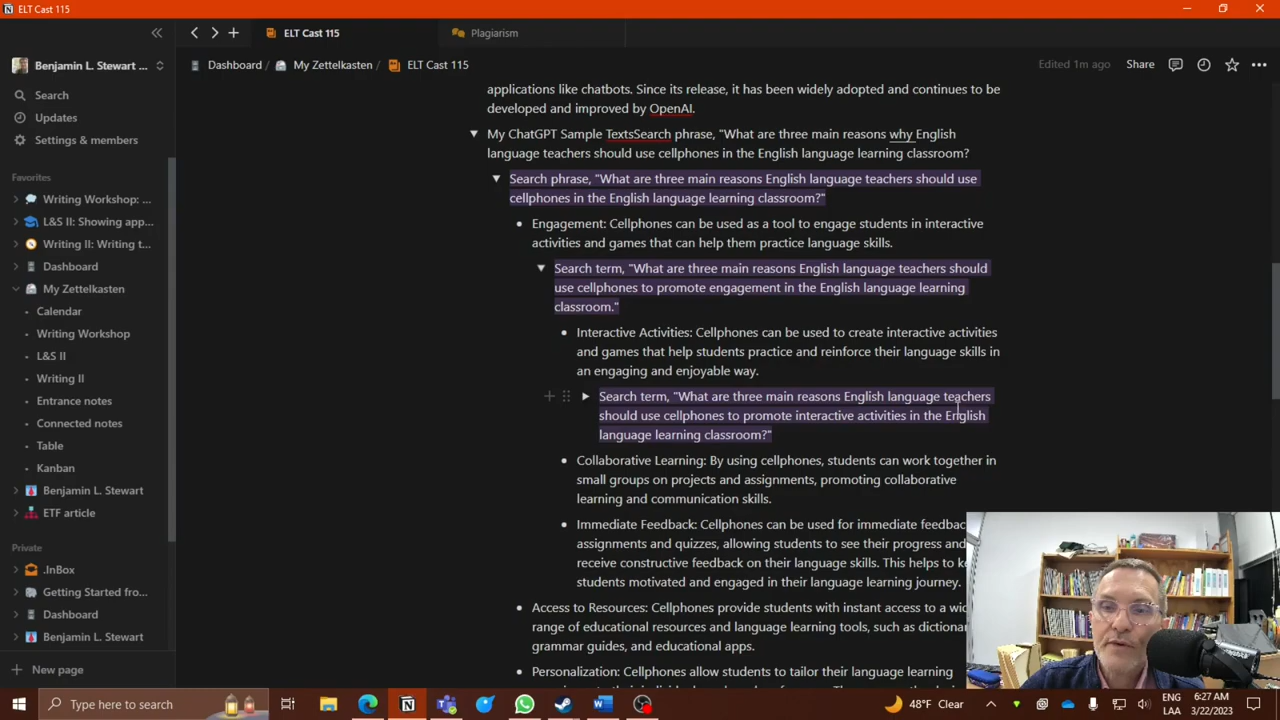 ELT Cast 115
ELT Cast 115
Plagiarism
Benjamin L. Stewart ...
Dashboard / My Zettelkasten / ELT Cast 115
Edited 1m ago
Share
Search
Updates
Settings & members
Favorites
Writing Workshop: ...
L&S II: Showing app...
Writing II: Writing t...
Dashboard
My Zettelkasten
Calendar
Writing Workshop
L&S II
Writing II
Entrance notes
Connected notes
Table
Kanban
Benjamin L. Stewart
ETF article
Private
.InBox
Getting Started fro...
Dashboard
Benjamin L. Stewart
New page
applications like chatbots. Since its release, it has been widely adopted and continues to be
developed and improved by OpenAI.
My ChatGPT Sample TextsSearch phrase, "What are three main reasons why English
language teachers should use cellphones in the English language learning classroom?
Search phrase, "What are three main reasons English language teachers should use
cellphones in the English language learning classroom?"
Engagement: Cellphones can be used as a tool to engage students in interactive
activities and games that can help them practice language skills.
Search term, "What are three main reasons English language teachers should
use cellphones to promote engagement in the English language learning
classroom."
Interactive Activities: Cellphones can be used to create interactive activities
and games that help students practice and reinforce their language skills in
an engaging and enjoyable way.
Search term, "What are three main reasons English language teachers
should use cellphones to promote interactive activities in the English
language learning classroom?"
Collaborative Learning: By using cellphones, students can work together in
small groups on projects and assignments, promoting collaborative
learning and communication skills.
Immediate Feedback: Cellphones can be used for immediate feedbac
assignments and quizzes, allowing students to see their progress and
receive constructive feedback on their language skills. This helps to ke
students motivated and engaged in their language learning journey.
Access to Resources: Cellphones provide students with instant access to a wid
range of educational resources and language learning tools, such as dictionar
grammar guides, and educational apps.
Personalization: Cellphones allow students to tailor their language learning
Type here to search
48°F Clear
ENG
LAA
6:27 AM
3/22/2023